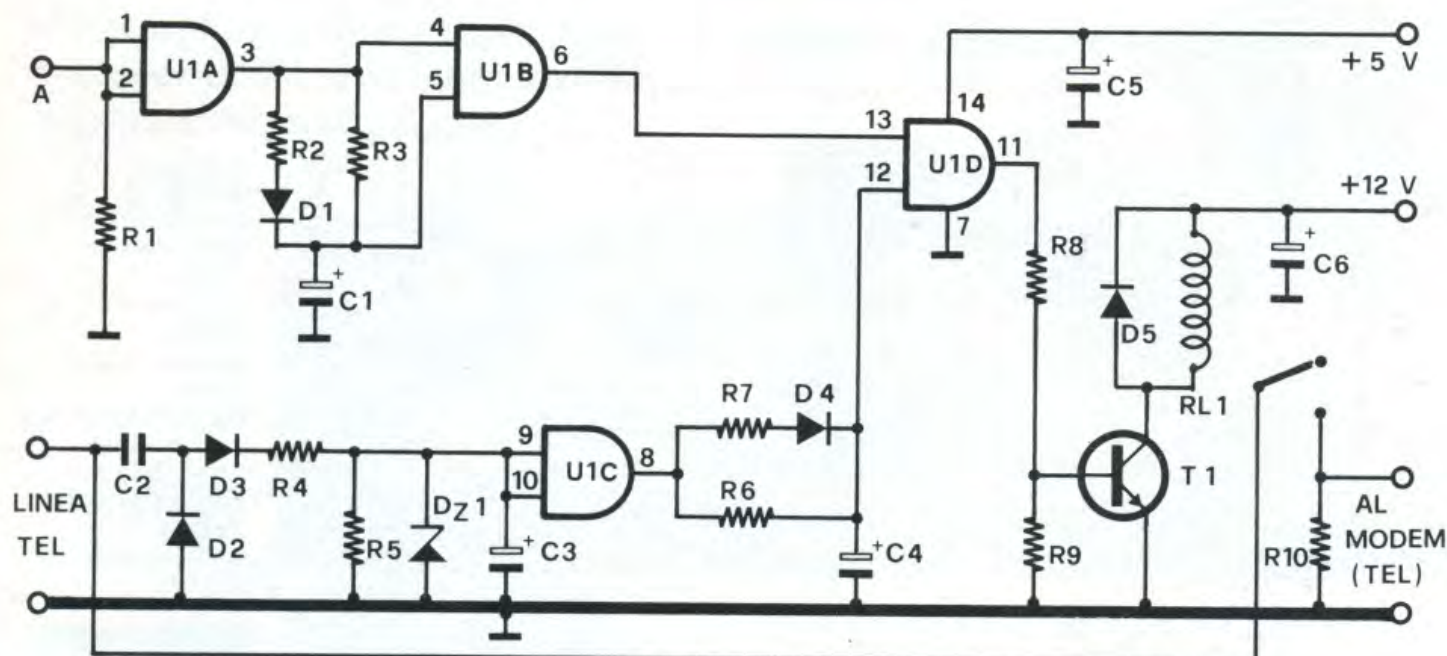 1
2
3
U1A
A
R1
R2
D1
R3
C1
+
4
5
6
U1B
13
12
14
11
7
U1D
+
C5
+ 5 V
+12 V
R8
D5
RL1
+
C6
LINEA
TEL
C2
D3
R4
D2
R5
DZ1
9
10
8
U1C
+
C3
R7
D4
R6
+
C4
R9
T1
R10
AL
MODEM
(TEL)